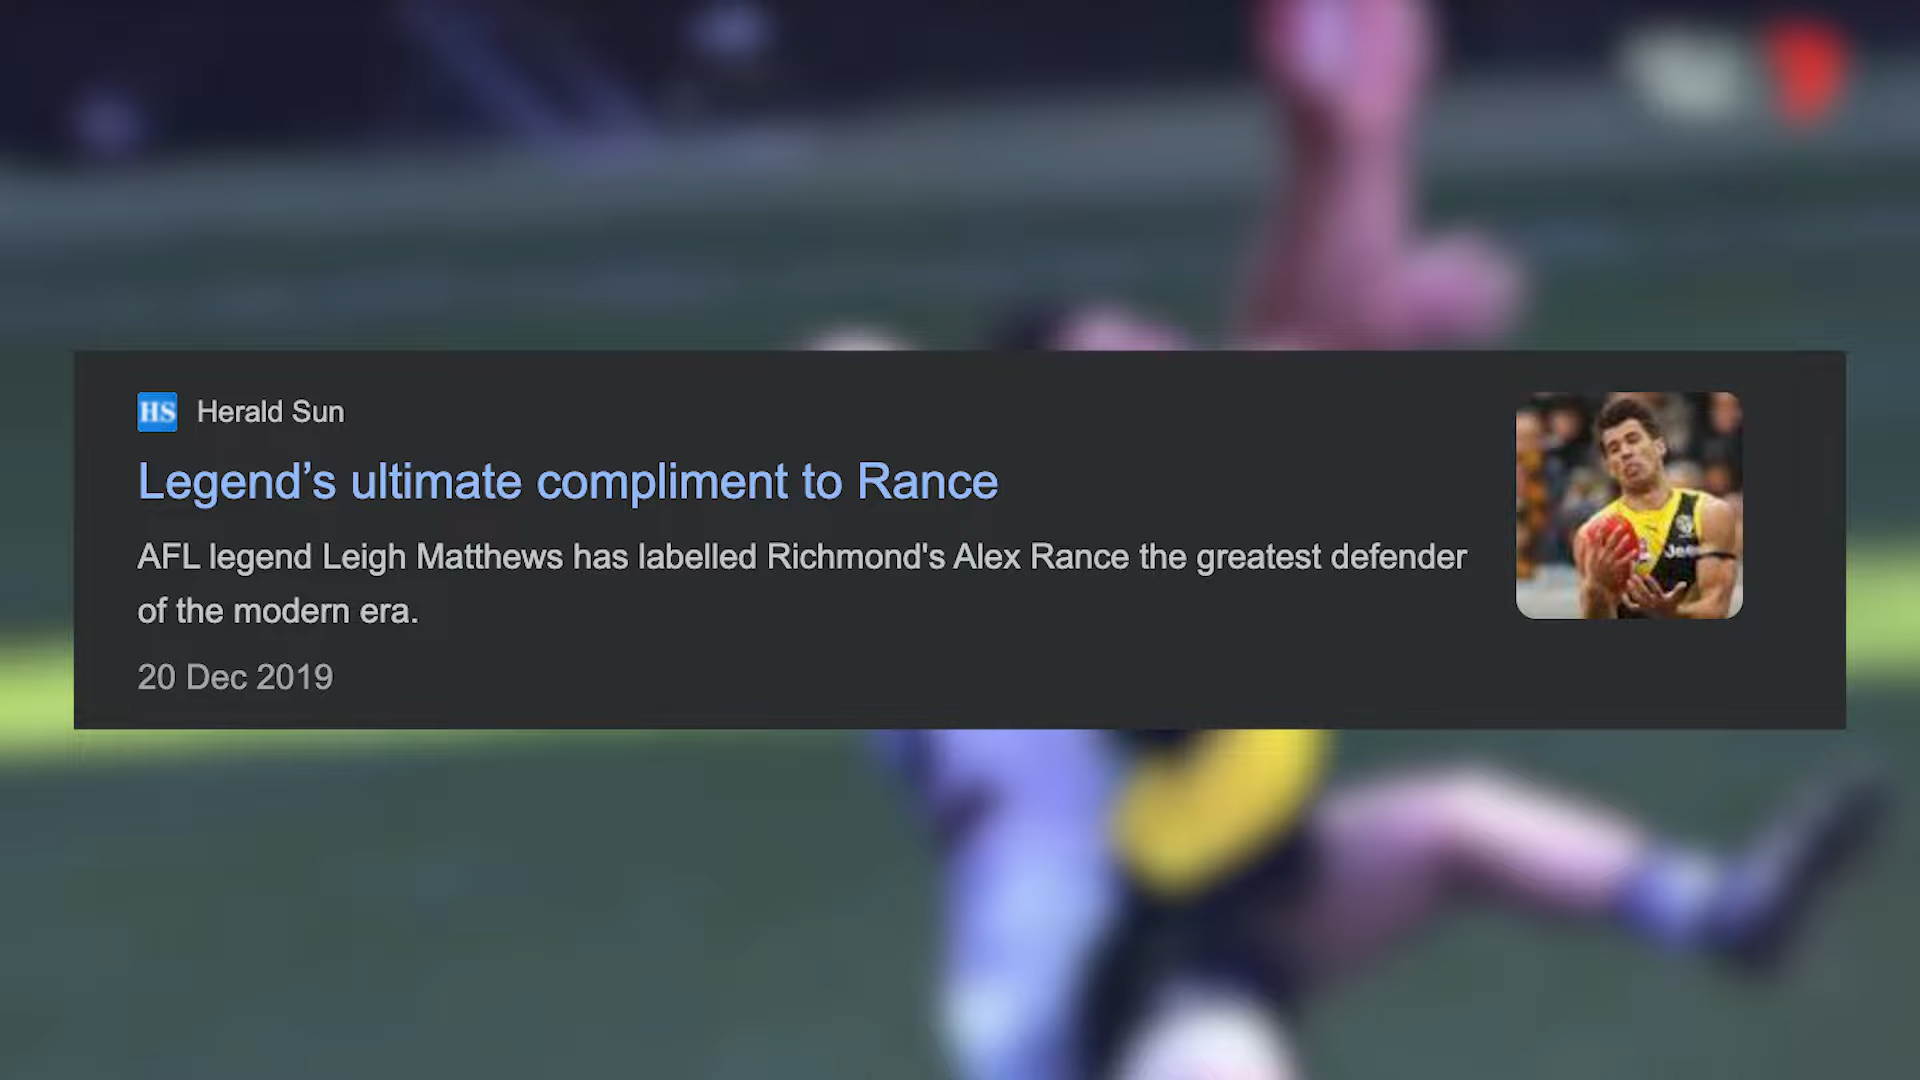 HS Herald Sun
Legend’s ultimate compliment to Rance
AFL legend Leigh Matthews has labelled Richmond's Alex Rance the greatest defender
of the modern era.
20 Dec 2019
Jeep